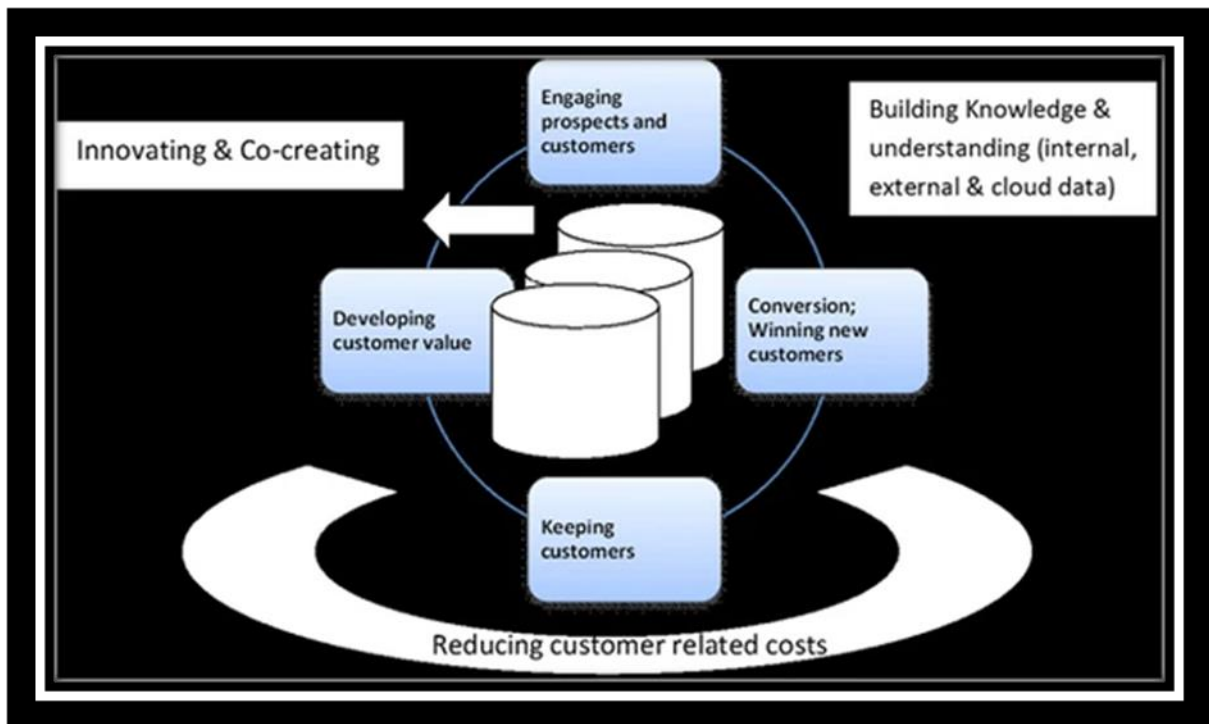 Engaging
prospects and
customers
Innovating & Co-creating
Building Knowledge &
understanding (internal,
external & cloud data)
Developing
customer value
Conversion;
Winning new
customers
Keeping
customers
Reducing customer related costs